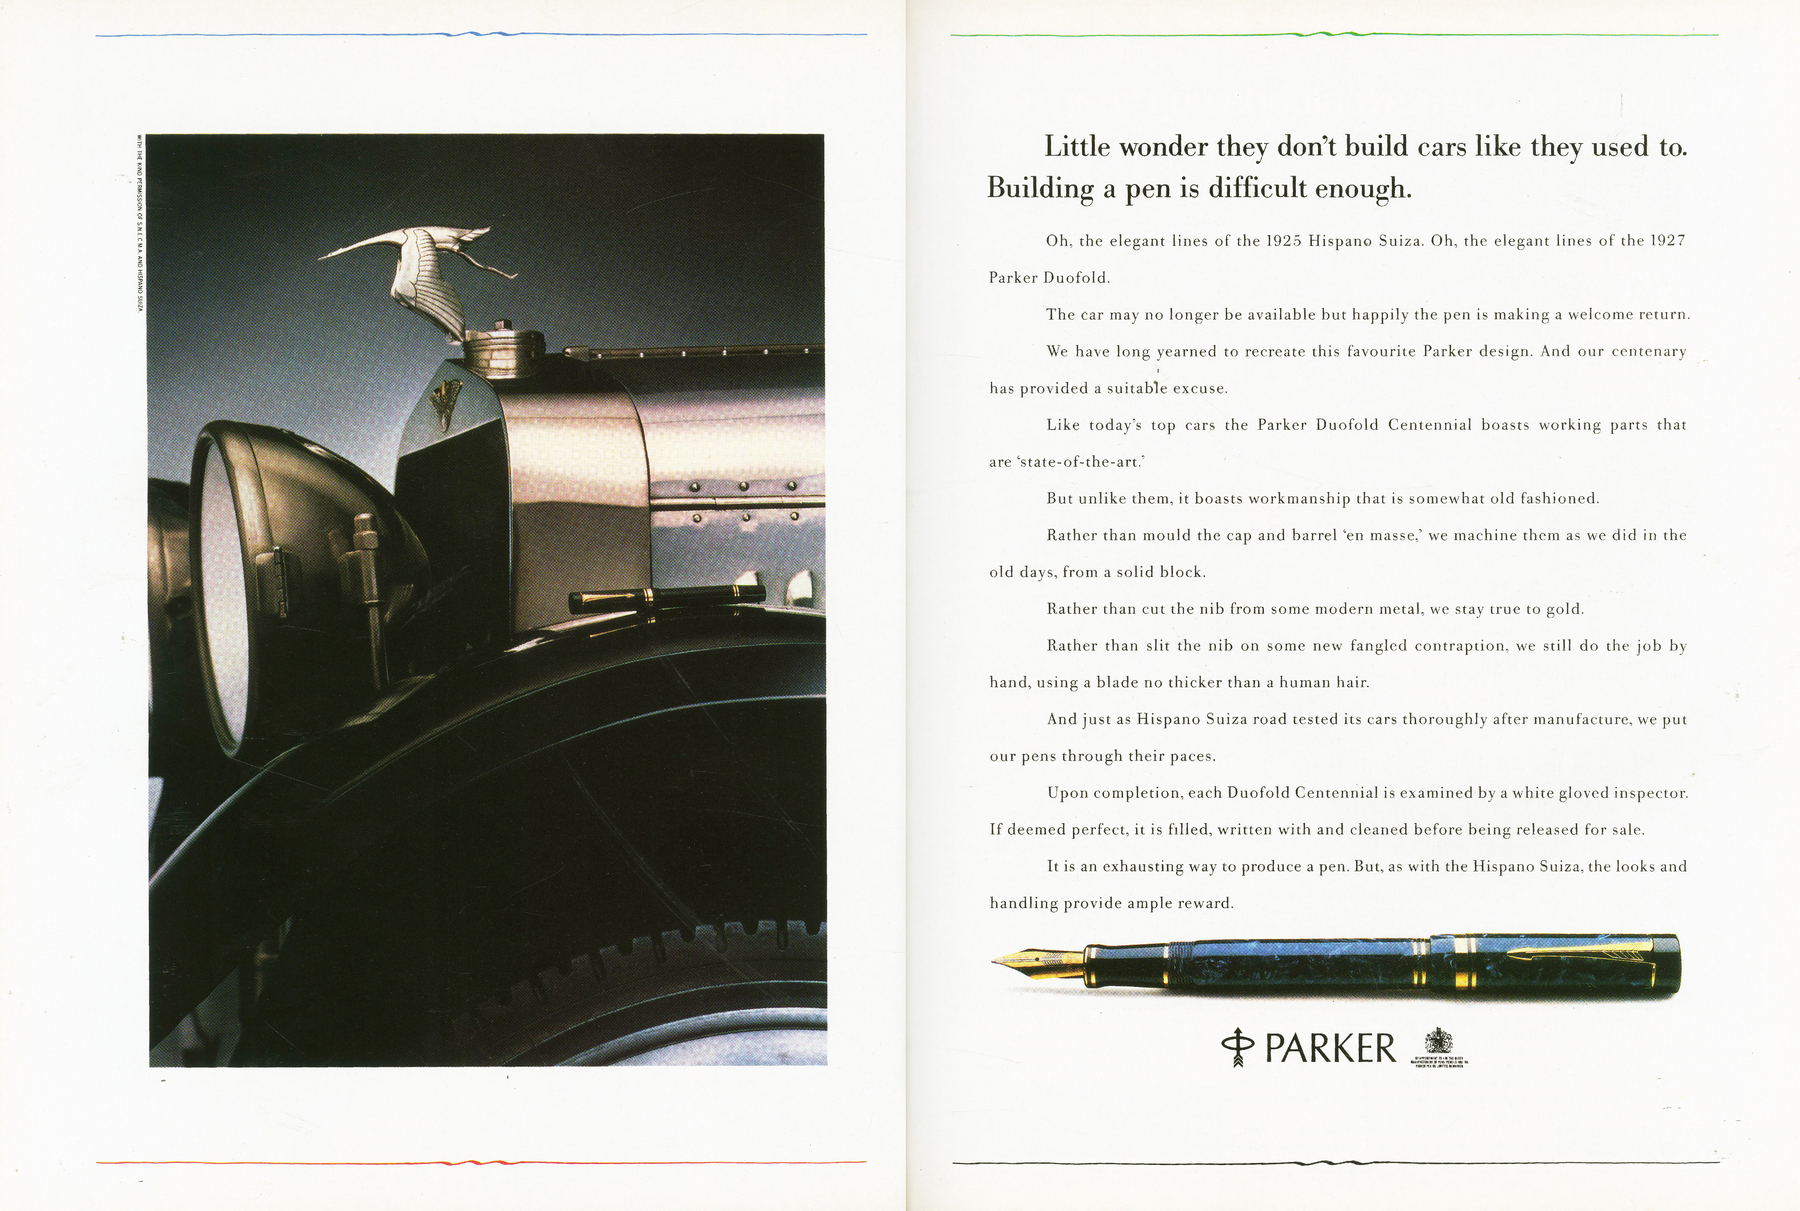 WITH THE KIND PERMISSION OF S.N.E.C.M.A. AND HISPANO SUIZA.
Little wonder they don't build cars like they used to.
Building a pen is difficult enough.
Oh, the elegant lines of the 1925 Hispano Suiza. Oh, the elegant lines of the 1927
Parker Duofold.
The car may no longer be available but happily the pen is making a welcome return.
We have long yearned to recreate this favourite Parker design. And our centenary
has provided a suitable excuse.
Like today's top cars the Parker Duofold Centennial boasts working parts that
are 'state-of-the-art.'
But unlike them, it boasts workmanship that is somewhat old fashioned.
Rather than mould the cap and barrel 'en masse,' we machine them as we did in the
old days, from a solid block.
Rather than cut the nib from some modern metal, we stay true to gold.
Rather than slit the nib on some new fangled contraption, we still do the job by
hand, using a blade no thicker than a human hair.
And just as Hispano Suiza road tested its cars thoroughly after manufacture, we put
our pens through their paces.
Upon completion, each Duofold Centennial is examined by a white gloved inspector.
If deemed perfect, it is filled, written with and cleaned before being released for sale.
It is an exhausting way to produce a pen. But, as with the Hispano Suiza, the looks and
handling provide ample reward.
PARKER